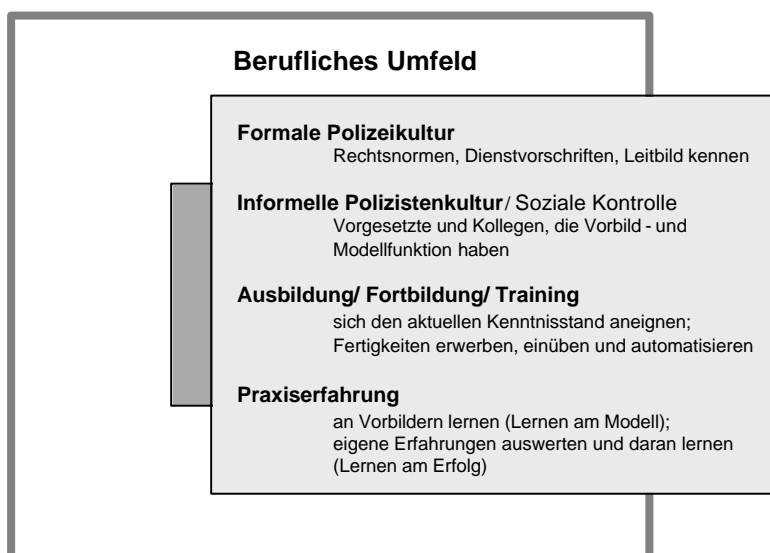 Berufliches Umfeld
Formale Polizeikultur
Rechtsnormen, Dienstvorschriften, Leitbild kennen
Informelle Polizistenkultur/ Soziale Kontrolle
Vorgesetzte und Kollegen, die Vorbild - und
Modellfunktion haben
Ausbildung/ Fortbildung/ Training
sich den aktuellen Kenntnisstand aneignen;
Fertigkeiten erwerben, einüben und automatisieren
Praxiserfahrung
an Vorbildern lernen (Lernen am Modell);
eigene Erfahrungen auswerten und daran lernen
(Lernen am Erfolg)